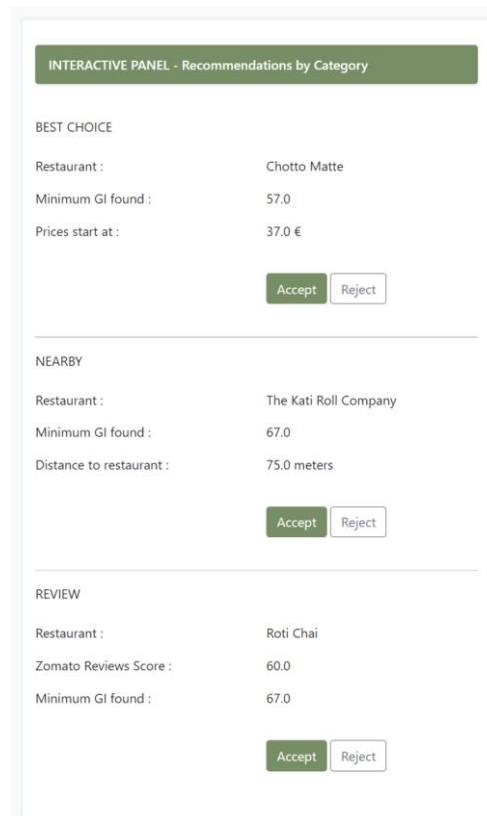 INTERACTIVE PANEL - Recommendations by Category
BEST CHOICE
Restaurant : Chotto Matte
Minimum GI found : 57.0
Prices start at : 37.0 €
Accept Reject
NEARBY
Restaurant : The Kati Roll Company
Minimum GI found : 67.0
Distance to restaurant : 75.0 meters
Accept Reject
REVIEW
Restaurant : Roti Chai
Zomato Reviews Score : 60.0
Minimum GI found : 67.0
Accept Reject